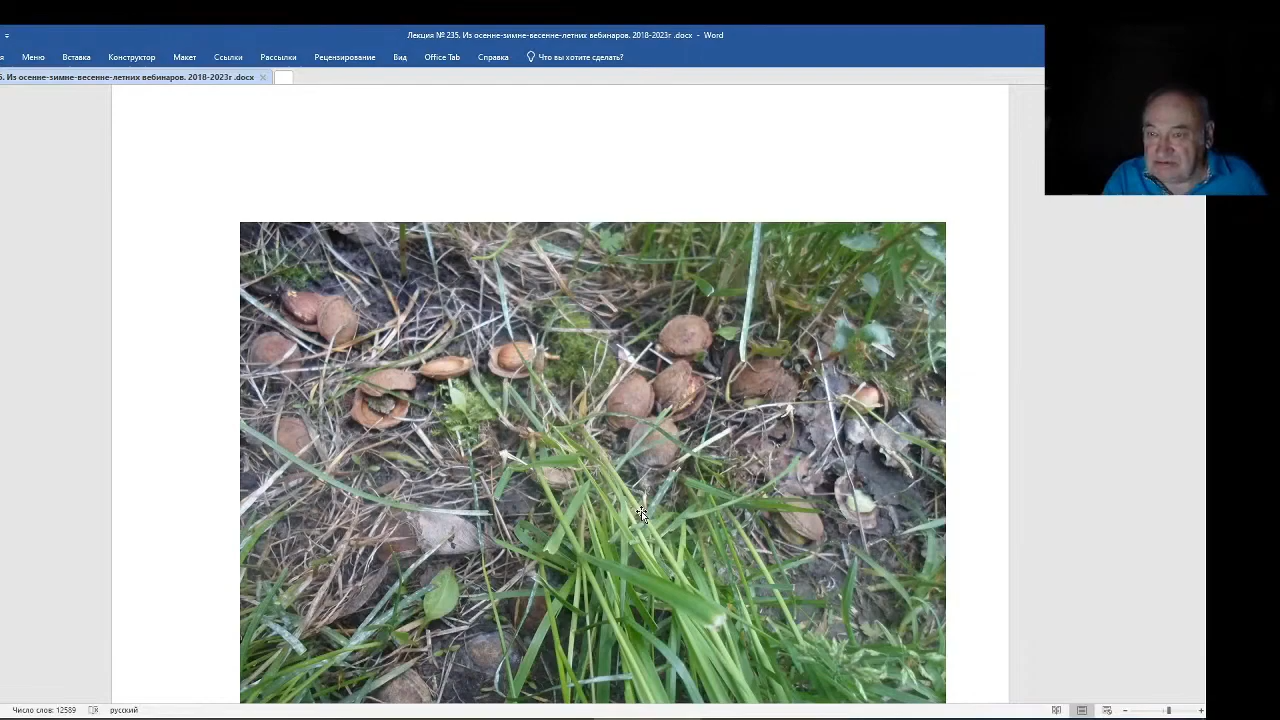 Лекция № 235. Из осенне-зимне-весенне-летних вебинаров. 2018-2023г .docx - Word
Меню Вставка Конструктор Макет Ссылки Рассылки Рецензирование Вид Office Tab Справка Что вы хотите сделать?
Из осенне-зимне-весенне-летних вебинаров. 2018-2023г .docx
Число слов: 12589 русский